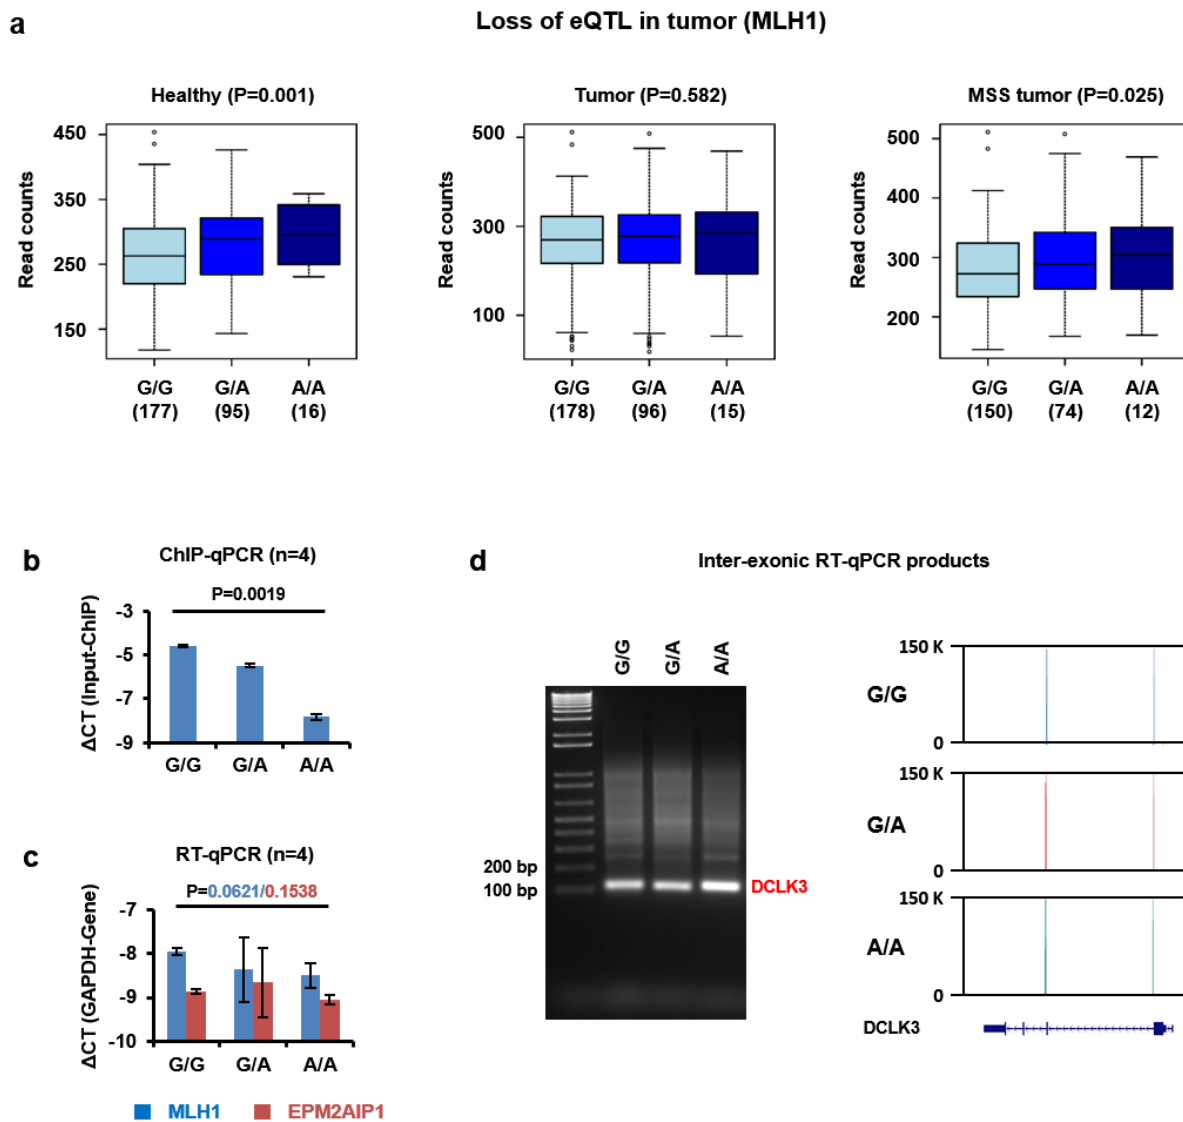 a
Loss of eQTL in tumor (MLH1)
Healthy (P=0.001)
Read counts
450
350
250
150
G/G
G/A
A/A
(177)
(95)
(16)
Tumor (P=0.582)
Read counts
500
300
100
G/G
G/A
A/A
(178)
(96)
(15)
MSS tumor (P=0.025)
Read counts
500
400
300
200
G/G
G/A
A/A
(150)
(74)
(12)
b
ChIP-qPCR (n=4)
P=0.0019
ΔCT (Input-ChIP)
-3
-5
-7
-9
G/G
G/A
A/A
c
RT-qPCR (n=4)
P=0.0621/0.1538
ΔCT (GAPDH-Gene)
-7
-8
-9
-10
G/G
G/A
A/A
MLH1
EPM2AIP1
d
Inter-exonic RT-qPCR products
G/G
G/A
A/A
200 bp
100 bp
DCLK3
150 K
G/G
0
150 K
G/A
0
150 K
A/A
0
DCLK3